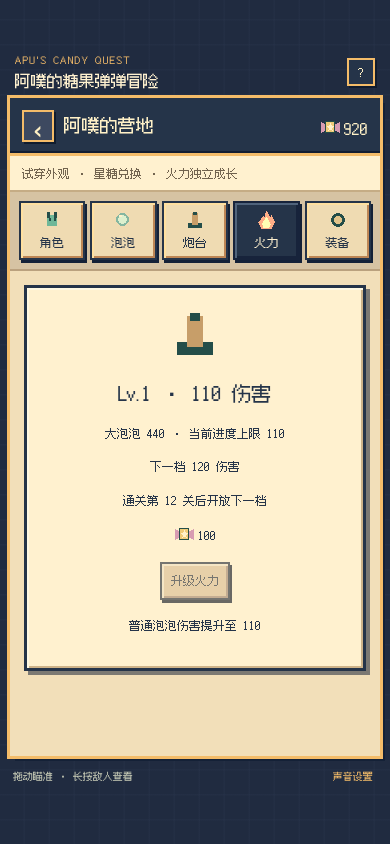 APU'S CANDY QUEST
阿噗的糖果弹弹冒险
?
‹ 阿噗的营地 920
试穿外观 · 星糖兑换 · 火力独立成长
角色 泡泡 炮台 火力 装备
Lv.1 · 110 伤害
大泡泡 440 · 当前进度上限 110
下一档 120 伤害
通关第 12 关后开放下一档
100
升级火力
普通泡泡伤害提升至 110
拖动瞄准 · 长按敌人查看 声音设置